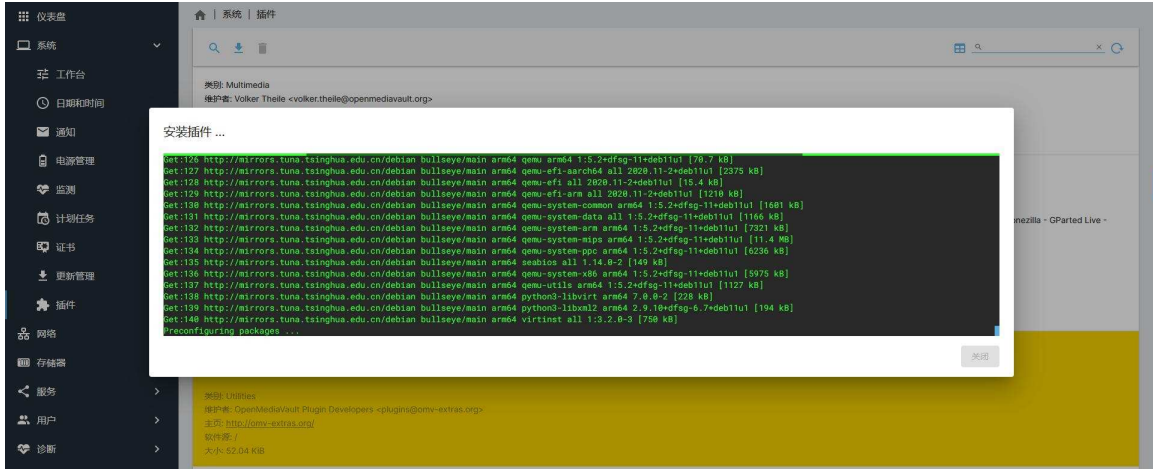 仪表盘
系统
工作台
日期和时间
通知
电源管理
监测
计划任务
证书
更新管理
插件
网络
存储器
服务
用户
诊断
| 系统 | 插件
类别: Multimedia
维护者: Volker Theile <volker.theile@openmediavault.org>
安装插件 ...
Get:126 http://mirrors.tuna.tsinghua.edu.cn/debian bullseye/main arm64 qemu arm64 1:5.2+dfsg-11+deb11u1 [70.7 kB]
Get:127 http://mirrors.tuna.tsinghua.edu.cn/debian bullseye/main arm64 qemu-efi-aarch64 all 2020.11-2+deb11u1 [2375 kB]
Get:128 http://mirrors.tuna.tsinghua.edu.cn/debian bullseye/main arm64 qemu-efi all 2020.11-2+deb11u1 [15.4 kB]
Get:129 http://mirrors.tuna.tsinghua.edu.cn/debian bullseye/main arm64 qemu-efi-arm all 2020.11-2+deb11u1 [1210 kB]
Get:130 http://mirrors.tuna.tsinghua.edu.cn/debian bullseye/main arm64 qemu-system-common arm64 1:5.2+dfsg-11+deb11u1 [1601 kB]
Get:131 http://mirrors.tuna.tsinghua.edu.cn/debian bullseye/main arm64 qemu-system-data all 1:5.2+dfsg-11+deb11u1 [1166 kB]
Get:132 http://mirrors.tuna.tsinghua.edu.cn/debian bullseye/main arm64 qemu-system-arm arm64 1:5.2+dfsg-11+deb11u1 [7321 kB]
Get:133 http://mirrors.tuna.tsinghua.edu.cn/debian bullseye/main arm64 qemu-system-mips arm64 1:5.2+dfsg-11+deb11u1 [11.4 MB]
Get:134 http://mirrors.tuna.tsinghua.edu.cn/debian bullseye/main arm64 qemu-system-ppc arm64 1:5.2+dfsg-11+deb11u1 [6236 kB]
Get:135 http://mirrors.tuna.tsinghua.edu.cn/debian bullseye/main arm64 seabios all 1.14.0-2 [149 kB]
Get:136 http://mirrors.tuna.tsinghua.edu.cn/debian bullseye/main arm64 qemu-system-x86 arm64 1:5.2+dfsg-11+deb11u1 [5975 kB]
Get:137 http://mirrors.tuna.tsinghua.edu.cn/debian bullseye/main arm64 qemu-utils arm64 1:5.2+dfsg-11+deb11u1 [1127 kB]
Get:138 http://mirrors.tuna.tsinghua.edu.cn/debian bullseye/main arm64 python3-libvirt arm64 7.0.0-2 [228 kB]
Get:139 http://mirrors.tuna.tsinghua.edu.cn/debian bullseye/main arm64 python3-libxml2 arm64 2.9.10+dfsg-6.7+deb11u1 [194 kB]
Get:140 http://mirrors.tuna.tsinghua.edu.cn/debian bullseye/main arm64 virtinst all 1:3.2.0-3 [750 kB]
Preconfiguring packages ...
onezilla - GParted Live -
关闭
类别: Utilities
维护者: OpenMediaVault Plugin Developers <plugins@omv-extras.org>
主页: http://omv-extras.org/
软件源: /
大小: 52.04 KiB